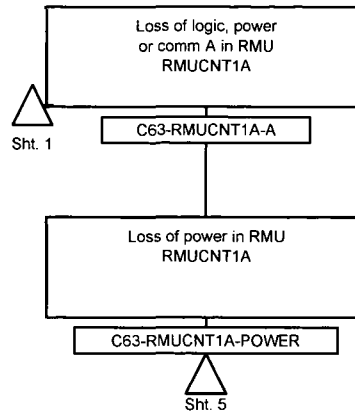 Loss of logic, power
or comm A in RMU
RMUCNT1A
Sht. 1
C63-RMUCNT1A-A
Loss of power in RMU
RMUCNT1A
C63-RMUCNT1A-POWER
Sht. 5